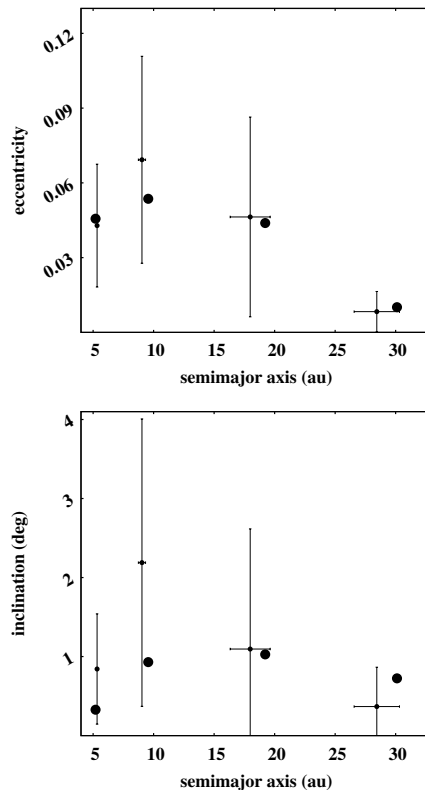 0.12
0.09
0.06
0.03
eccentricity
5 10 15 20 25 30
semimajor axis (au)
4
3
2
1
inclination (deg)
5 10 15 20 25 30
semimajor axis (au)